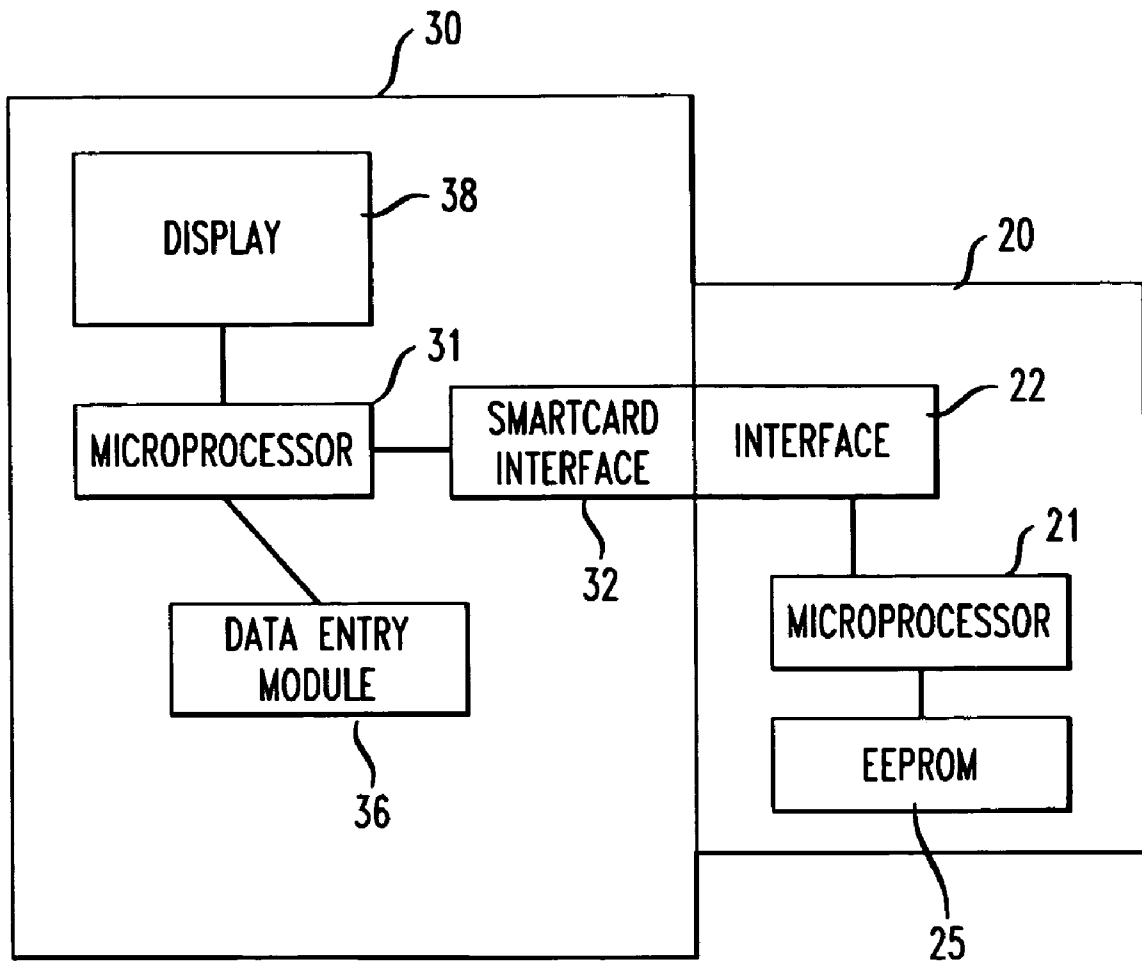 30
DISPLAY
38
20
31
MICROPROCESSOR
SMARTCARD
INTERFACE
INTERFACE
22
32
21
MICROPROCESSOR
DATA ENTRY
MODULE
36
EEPROM
25